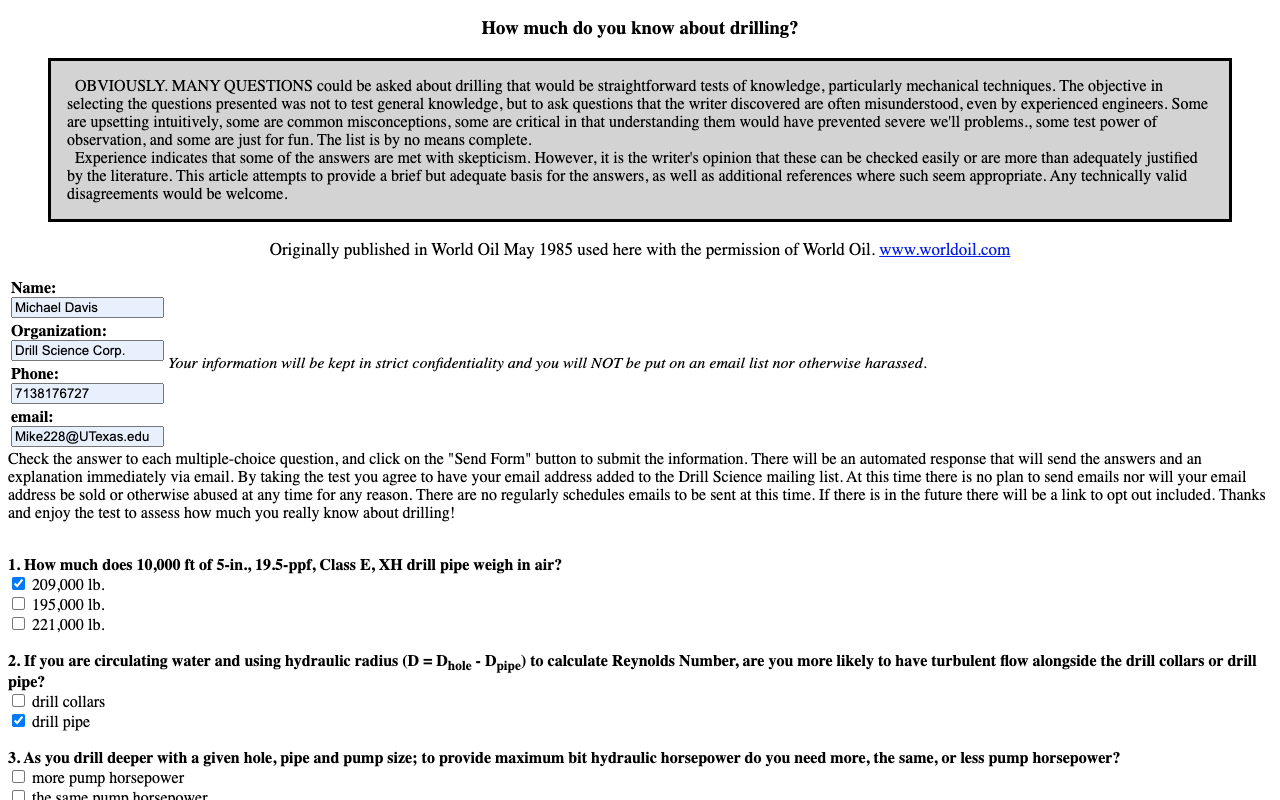 How much do you know about drilling?
OBVIOUSLY. MANY QUESTIONS could be asked about drilling that would be straightforward tests of knowledge, particularly mechanical techniques. The objective in
selecting the questions presented was not to test general knowledge, but to ask questions that the writer discovered are often misunderstood, even by experienced engineers. Some
are upsetting intuitively, some are common misconceptions, some are critical in that understanding them would have prevented severe we'll problems., some test power of
observation, and some are just for fun. The list is by no means complete.
Experience indicates that some of the answers are met with skepticism. However, it is the writer's opinion that these can be checked easily or are more than adequately justified
by the literature. This article attempts to provide a brief but adequate basis for the answers, as well as additional references where such seem appropriate. Any technically valid
disagreements would be welcome.
Originally published in World Oil May 1985 used here with the permission of World Oil. www.worldoil.com
Name:
Michael Davis
Organization:
Drill Science Corp.
Your information will be kept in strict confidentiality and you will NOT be put on an email list nor otherwise harassed.
Phone:
7138176727
email:
Mike228@UTexas.edu
Check the answer to each multiple-choice question, and click on the "Send Form" button to submit the information. There will be an automated response that will send the answers and an
explanation immediately via email. By taking the test you agree to have your email address added to the Drill Science mailing list. At this time there is no plan to send emails nor will your email
address be sold or otherwise abused at any time for any reason. There are no regularly schedules emails to be sent at this time. If there is in the future there will be a link to opt out included. Thanks
and enjoy the test to assess how much you really know about drilling!
1. How much does 10,000 ft of 5-in., 19.5-ppf, Class E, XH drill pipe weigh in air?
209,000 lb.
195,000 lb.
221,000 lb.
2. If you are circulating water and using hydraulic radius (D = Dhole - Dpipe) to calculate Reynolds Number, are you more likely to have turbulent flow alongside the drill collars or drill
pipe?
drill collars
drill pipe
3. As you drill deeper with a given hole, pipe and pump size; to provide maximum bit hydraulic horsepower do you need more, the same, or less pump horsepower?
more pump horsepower
the same pump horsepower